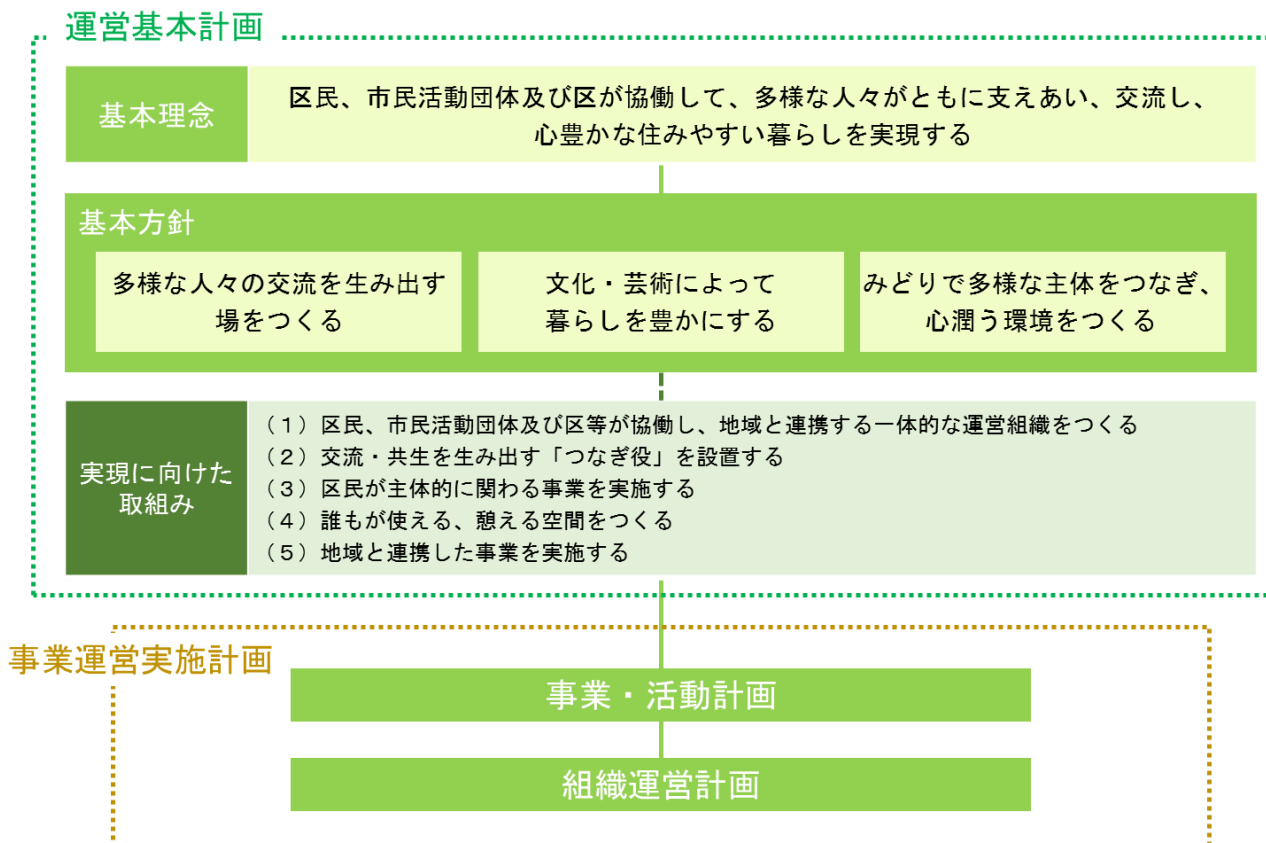 運営基本計画
基本理念
区民、市民活動団体及び区が協働して、多様な人々がともに支えあい、交流し、
心豊かな住みやすい暮らしを実現する
基本方針
多様な人々の交流を生み出す
場をつくる
文化・芸術によって
暮らしを豊かにする
みどりで多様な主体をつなぎ、
心潤う環境をつくる
実現に向けた
取組み
（１）区民、市民活動団体及び区等が協働し、地域と連携する一体的な運営組織をつくる
（２）交流・共生を生み出す「つなぎ役」を設置する
（３）区民が主体的に関わる事業を実施する
（４）誰もが使える、憩える空間をつくる
（５）地域と連携した事業を実施する
事業運営実施計画
事業・活動計画
組織運営計画